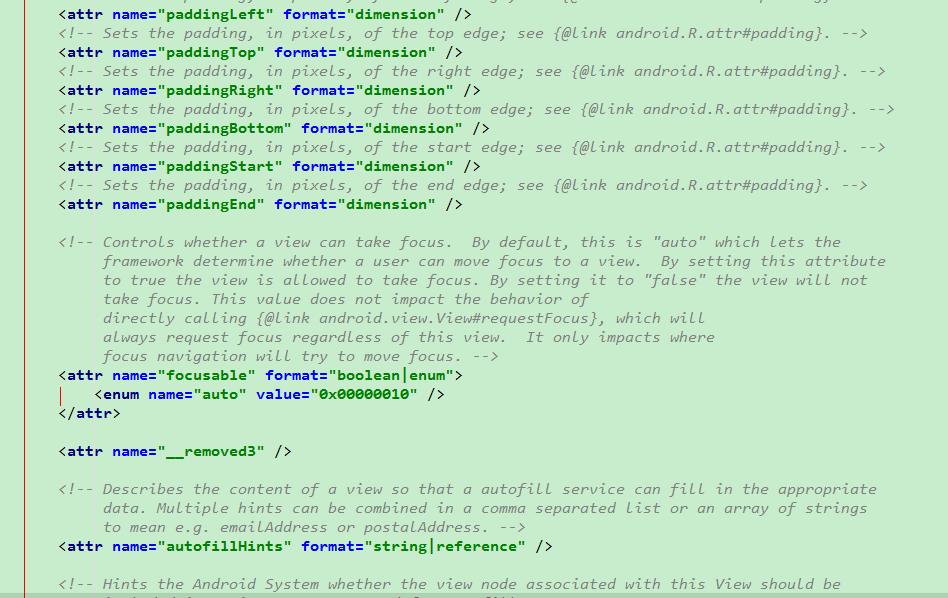 <attr name="paddingLeft" format="dimension" />
<!-- Sets the padding, in pixels, of the top edge; see {@link android.R.attr#padding}. -->
<attr name="paddingTop" format="dimension" />
<!-- Sets the padding, in pixels, of the right edge; see {@link android.R.attr#padding}. -->
<attr name="paddingRight" format="dimension" />
<!-- Sets the padding, in pixels, of the bottom edge; see {@link android.R.attr#padding}. -->
<attr name="paddingBottom" format="dimension" />
<!-- Sets the padding, in pixels, of the start edge; see {@link android.R.attr#padding}. -->
<attr name="paddingStart" format="dimension" />
<!-- Sets the padding, in pixels, of the end edge; see {@link android.R.attr#padding}. -->
<attr name="paddingEnd" format="dimension" />
<!-- Controls whether a view can take focus.  By default, this is "auto" which lets the
framework determine whether a user can move focus to a view.  By setting this attribute
to true the view is allowed to take focus. By setting it to "false" the view will not
take focus. This value does not impact the behavior of
directly calling {@link android.view.View#requestFocus}, which will
always request focus regardless of this view.  It only impacts where
focus navigation will try to move focus. -->
<attr name="focusable" format="boolean|enum">
<enum name="auto" value="0x00000010" />
</attr>
<attr name="__removed3" />
<!-- Describes the content of a view so that a autofill service can fill in the appropriate
data. Multiple hints can be combined in a comma separated list or an array of strings
to mean e.g. emailAddress or postalAddress. -->
<attr name="autofillHints" format="string|reference" />
<!-- Hints the Android System whether the view node associated with this View should be